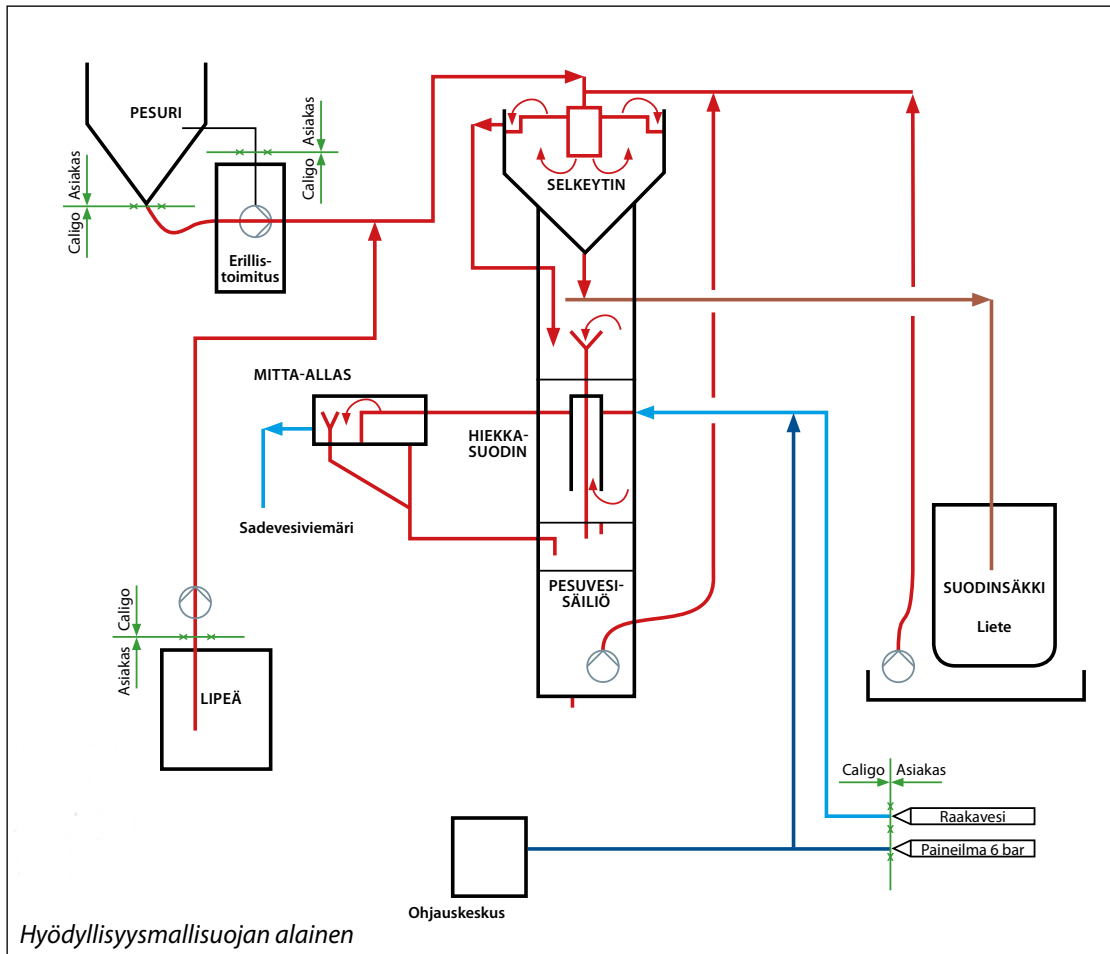 PESURI
Asiakas
Caligo
Asiakas
Caligo
SELKEYTIN
Erillis-
toimitus
MITTA-ALLAS
HIEKKA-
SUODIN
Sadevesiviemäri
PESUVESI-
SÄILIÖ
SUODINSÄKKI
Liete
Caligo
Asiakas
LIPEÄ
Caligo
Asiakas
Raakavesi
Paineilma 6 bar
Ohjauskeskus
Hyödyllisyysmallisuojan alainen